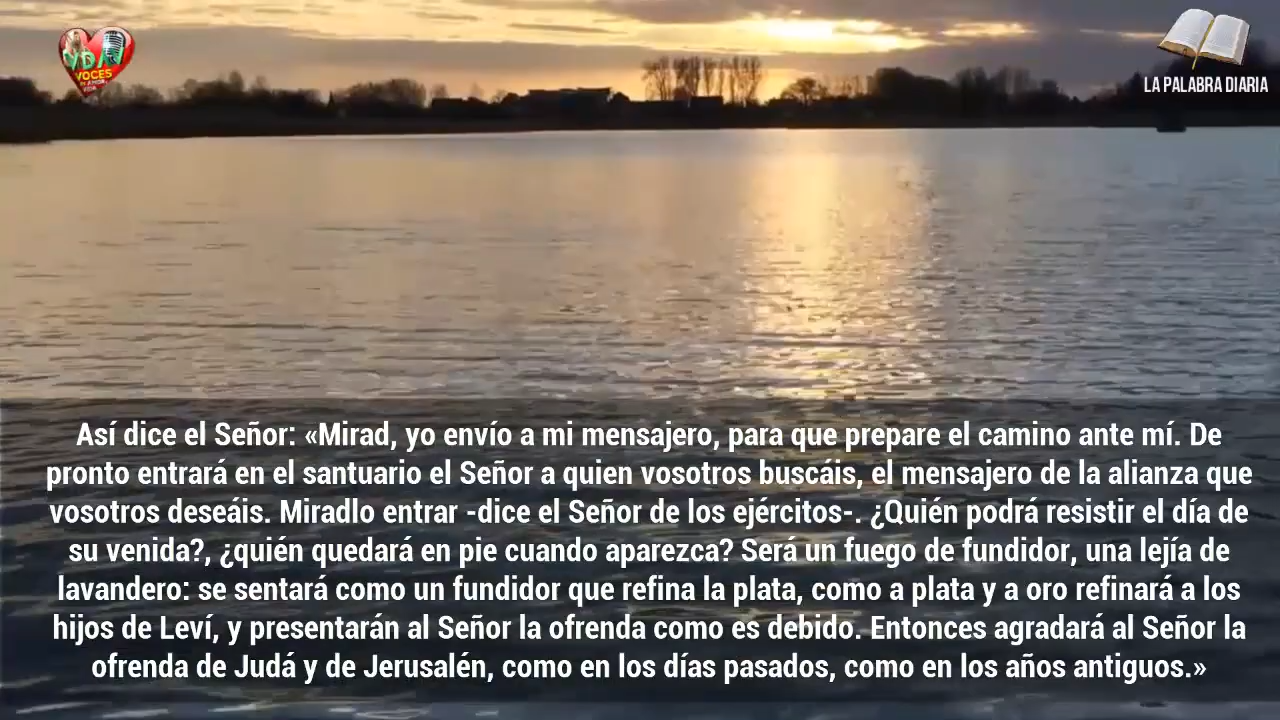 VDAV
VOCES
DE AMOR
VIDA
LA PALABRA DIARIA
Así dice el Señor: «Mirad, yo envío a mi mensajero, para que prepare el camino ante mí. De
pronto entrará en el santuario el Señor a quien vosotros buscáis, el mensajero de la alianza que
vosotros deseáis. Miradlo entrar -dice el Señor de los ejércitos-. ¿Quién podrá resistir el día de
su venida?, ¿quién quedará en pie cuando aparezca? Será un fuego de fundidor, una lejía de
lavandero: se sentará como un fundidor que refina la plata, como a plata y a oro refinará a los
hijos de Leví, y presentarán al Señor la ofrenda como es debido. Entonces agradará al Señor la
ofrenda de Judá y de Jerusalén, como en los días pasados, como en los años antiguos.»